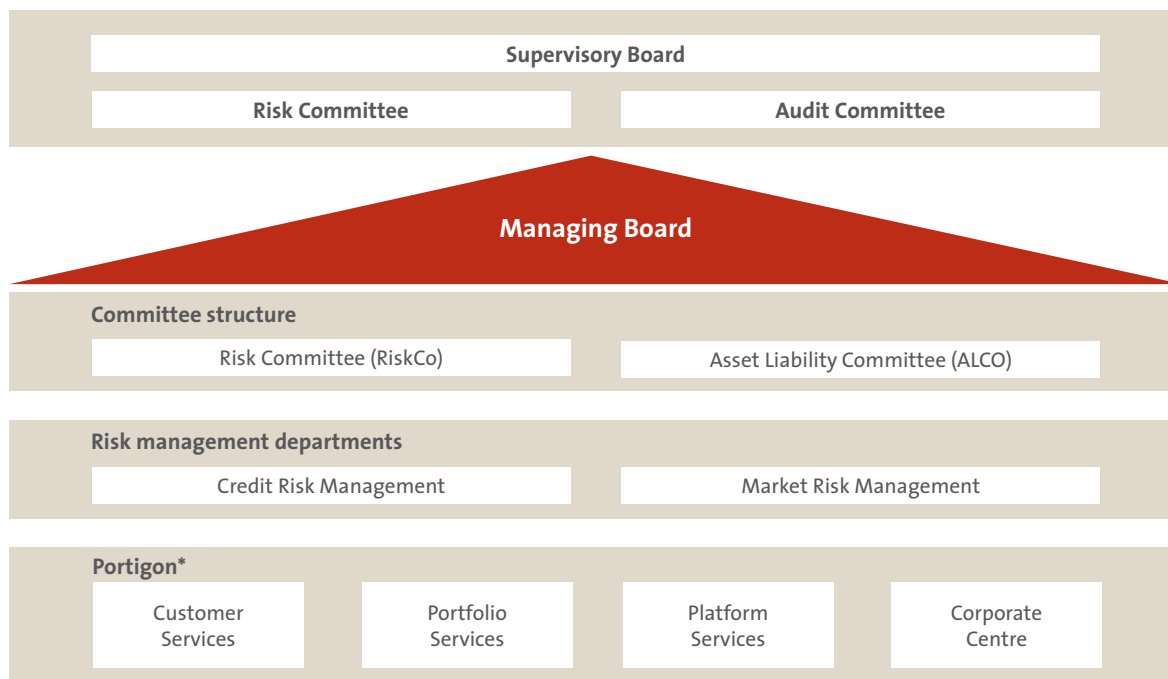 Supervisory Board
Risk Committee
Audit Committee
Managing Board
Committee structure
Risk Committee (RiskCo)
Asset Liability Committee (ALCO)
Risk management departments
Credit Risk Management
Market Risk Management
Portigon*
Customer
Services
Portfolio
Services
Platform
Services
Corporate
Centre